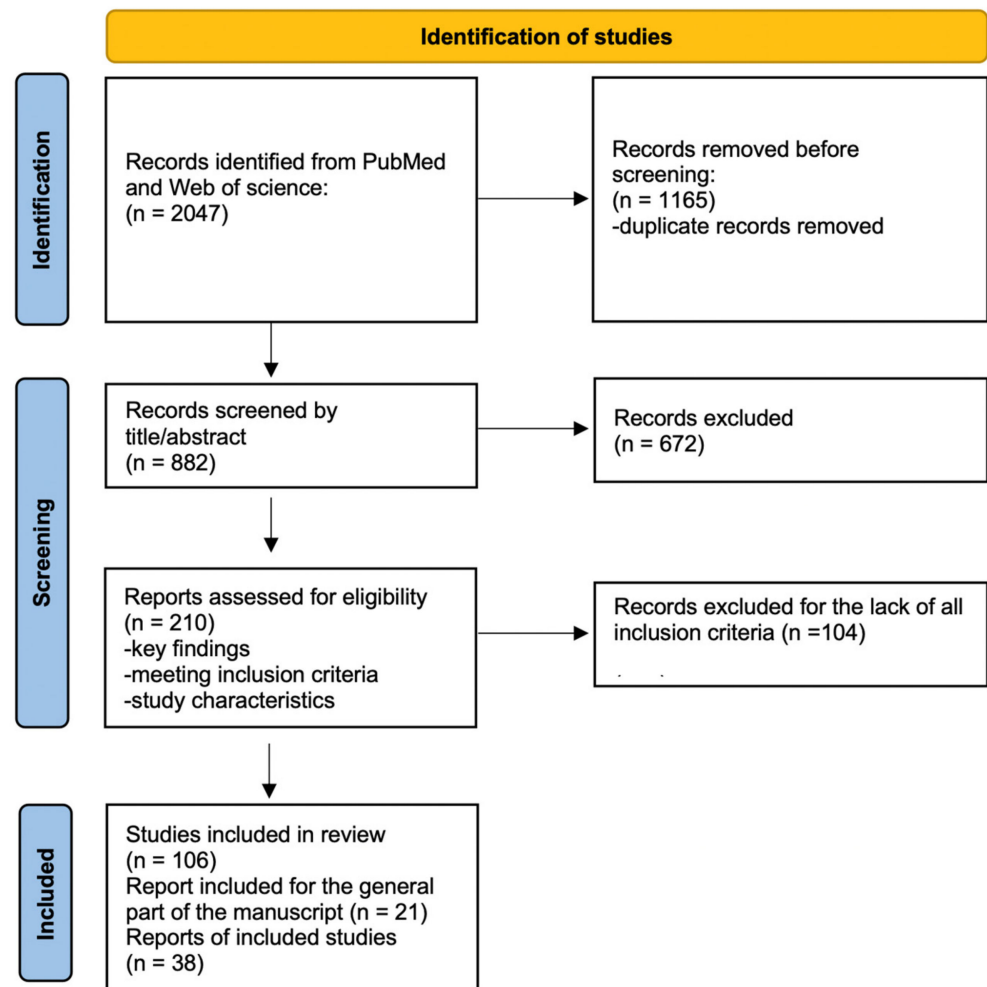 Identification of studies
Identification
Records identified from PubMed
and Web of science:
(n = 2047)
Records removed before
screening:
(n = 1165)
-duplicate records removed
Screening
Records screened by
title/abstract
(n = 882)
Records excluded
(n = 672)
Reports assessed for eligibility
(n = 210)
-key findings
-meeting inclusion criteria
-study characteristics
Records excluded for the lack of all
inclusion criteria (n =104)
Included
Studies included in review
(n = 106)
Report included for the general
part of the manuscript (n = 21)
Reports of included studies
(n = 38)